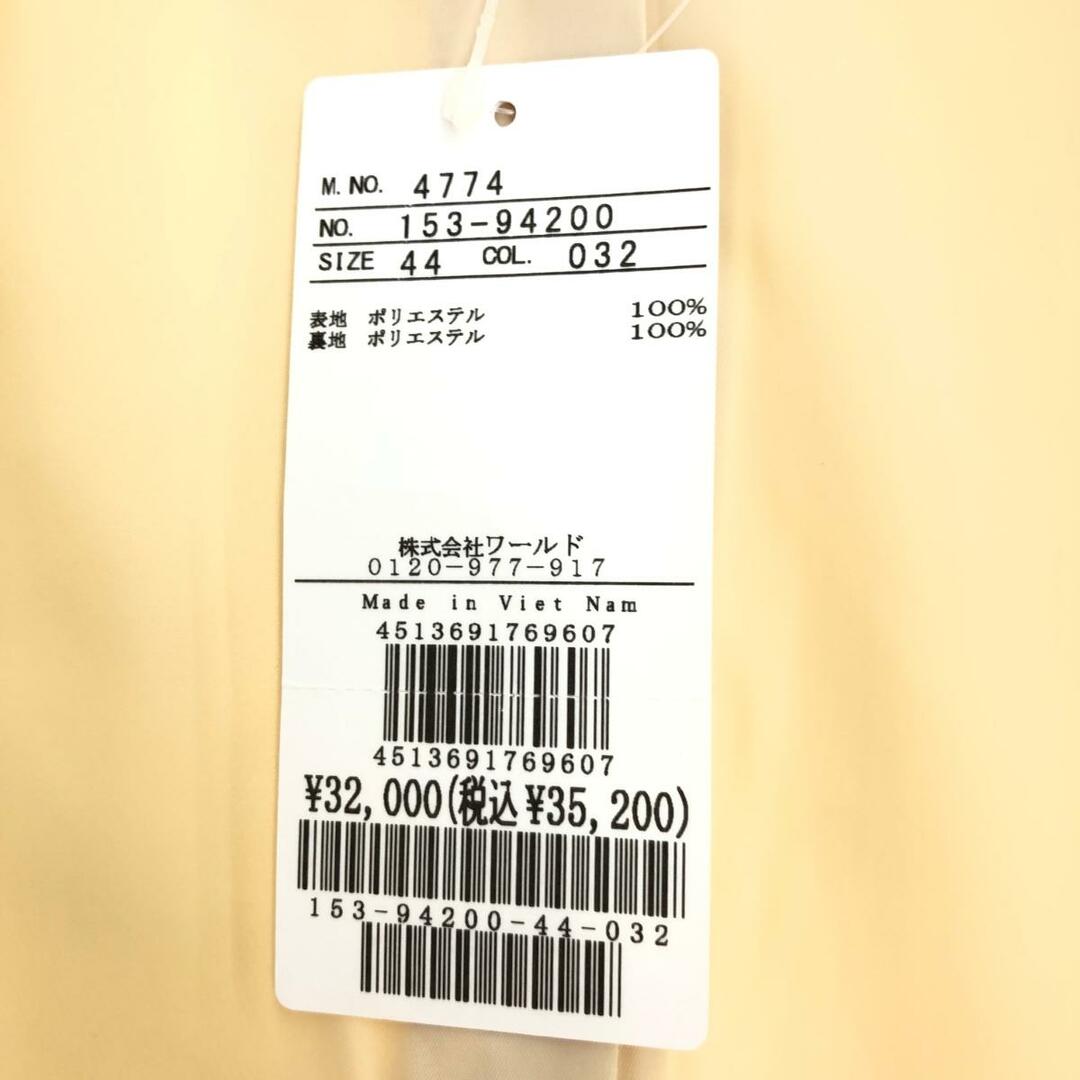 M. NO. 4774
NO. 153-94200
SIZE 44 COL. 032
表地 ポリエステル 100%
裏地 ポリエステル 100%
株式会社ワールド
0120-977-917
Made in Viet Nam
4513691769607
4513691769607
¥32,000(税込¥35,200)
153-94200-44-032